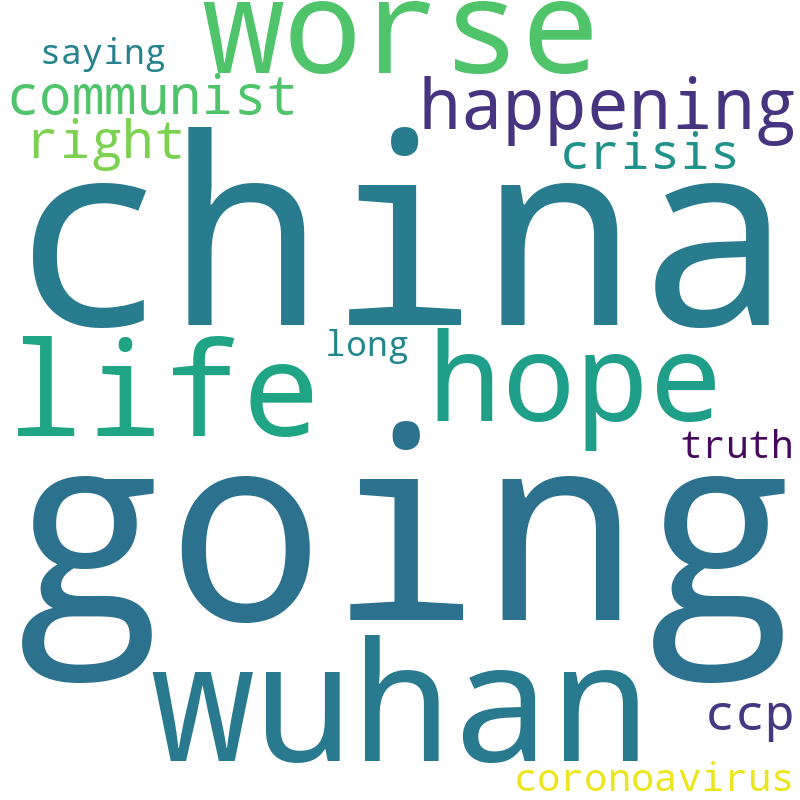 worse
saying
communist
happening
right
crisis
china
long
life
hope
truth
going
wuhan
ccp
coronoavirus